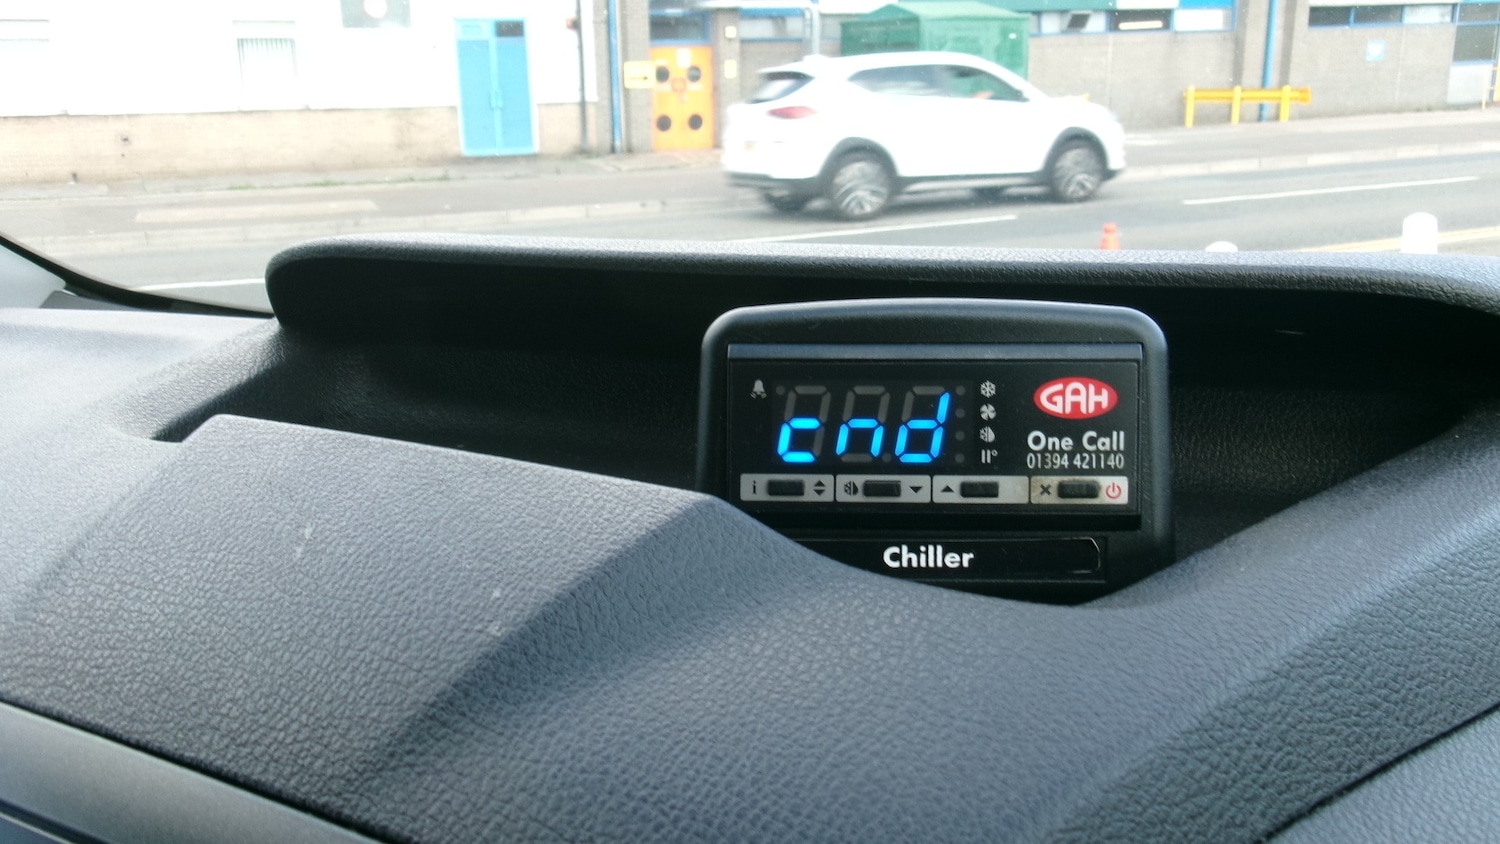 cnd
GAH
One Call
01394 421140
i
Chiller